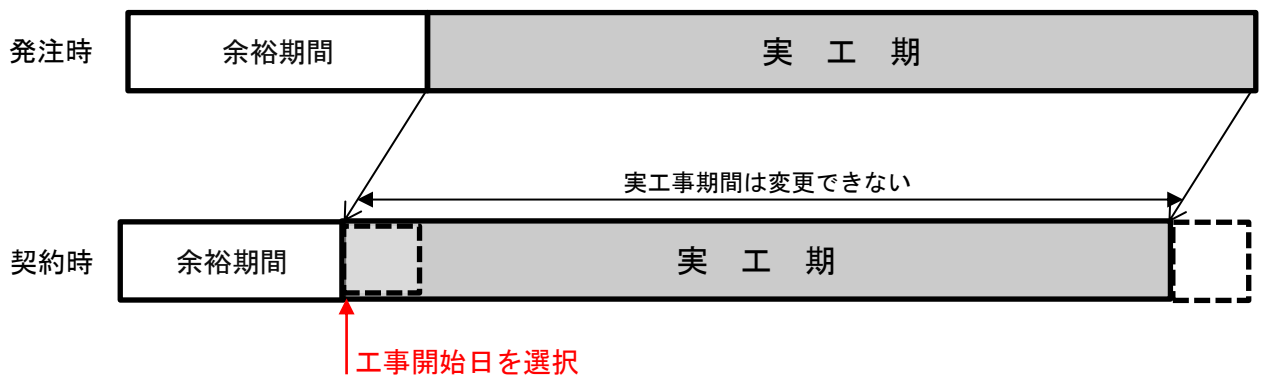 発注時 余裕期間 実 工 期
実工事期間は変更できない
契約時 余裕期間 実 工 期
工事開始日を選択